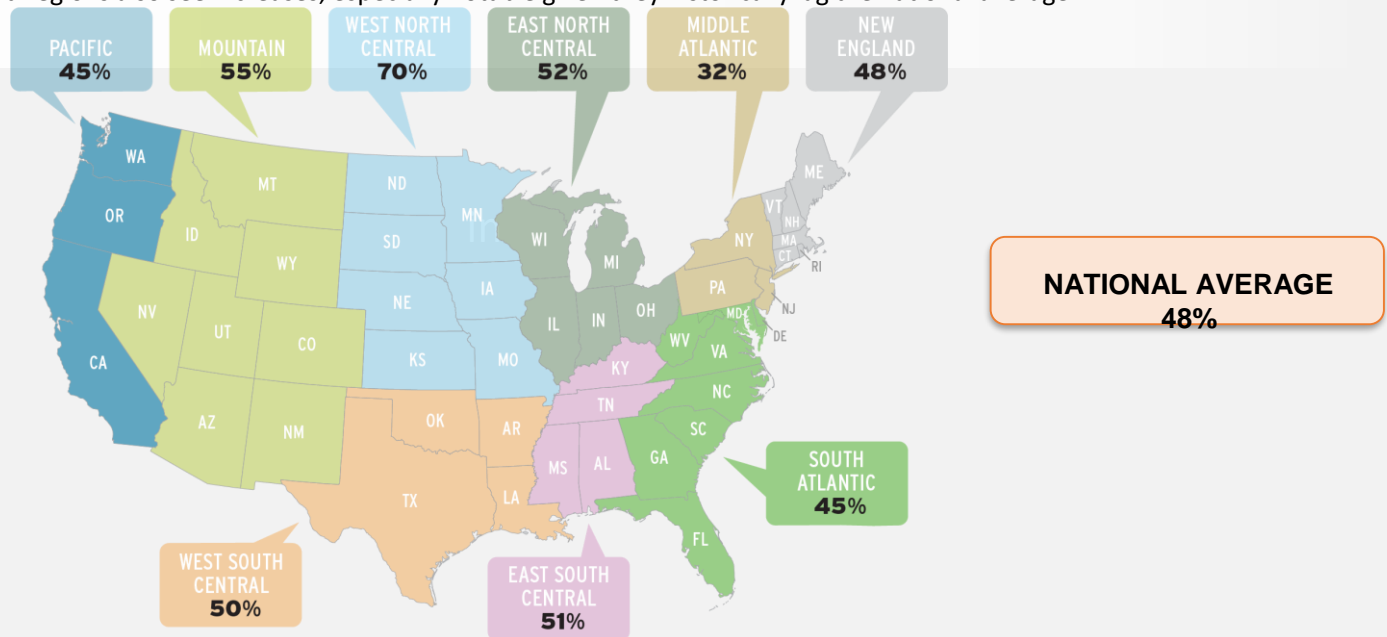 PACIFIC
45%
MOUNTAIN
55%
WEST NORTH
CENTRAL
70%
EAST NORTH
CENTRAL
52%
MIDDLE
ATLANTIC
32%
NEW
ENGLAND
48%
WA
OR
CA
MT
ID
WY
NV
UT
CO
AZ
NM
ND
SD
NE
KS
MN
IA
MO
WI
MI
IL
IN
OH
NY
PA
NJ
ME
VT
NH
MA
CT
RI
MD
DE
WV
VA
NC
SC
GA
FL
KY
TN
MS
AL
OK
AR
TX
LA
NATIONAL AVERAGE
48%
SOUTH
ATLANTIC
45%
WEST SOUTH
CENTRAL
50%
EAST SOUTH
CENTRAL
51%